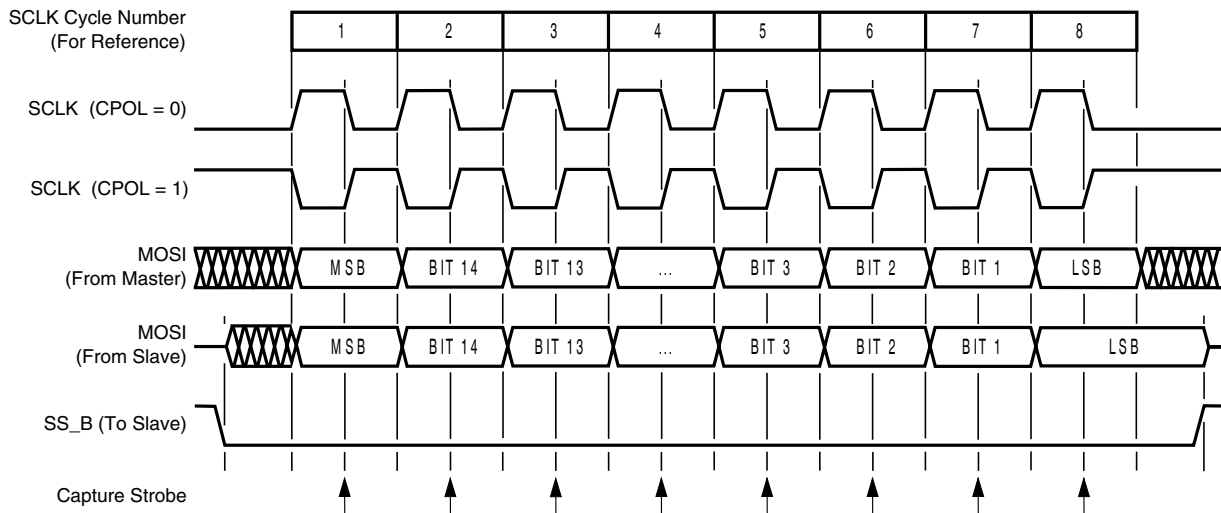 SCLK Cycle Number
(For Reference)
1 2 3 4 5 6 7 8
SCLK (CPOL = 0)
SCLK (CPOL = 1)
MOSI
(From Master)
MSB BIT 14 BIT 13 ... BIT 3 BIT 2 BIT 1 LSB
MOSI
(From Slave)
MSB BIT 14 BIT 13 ... BIT 3 BIT 2 BIT 1 LSB
SS_B (To Slave)
Capture Strobe